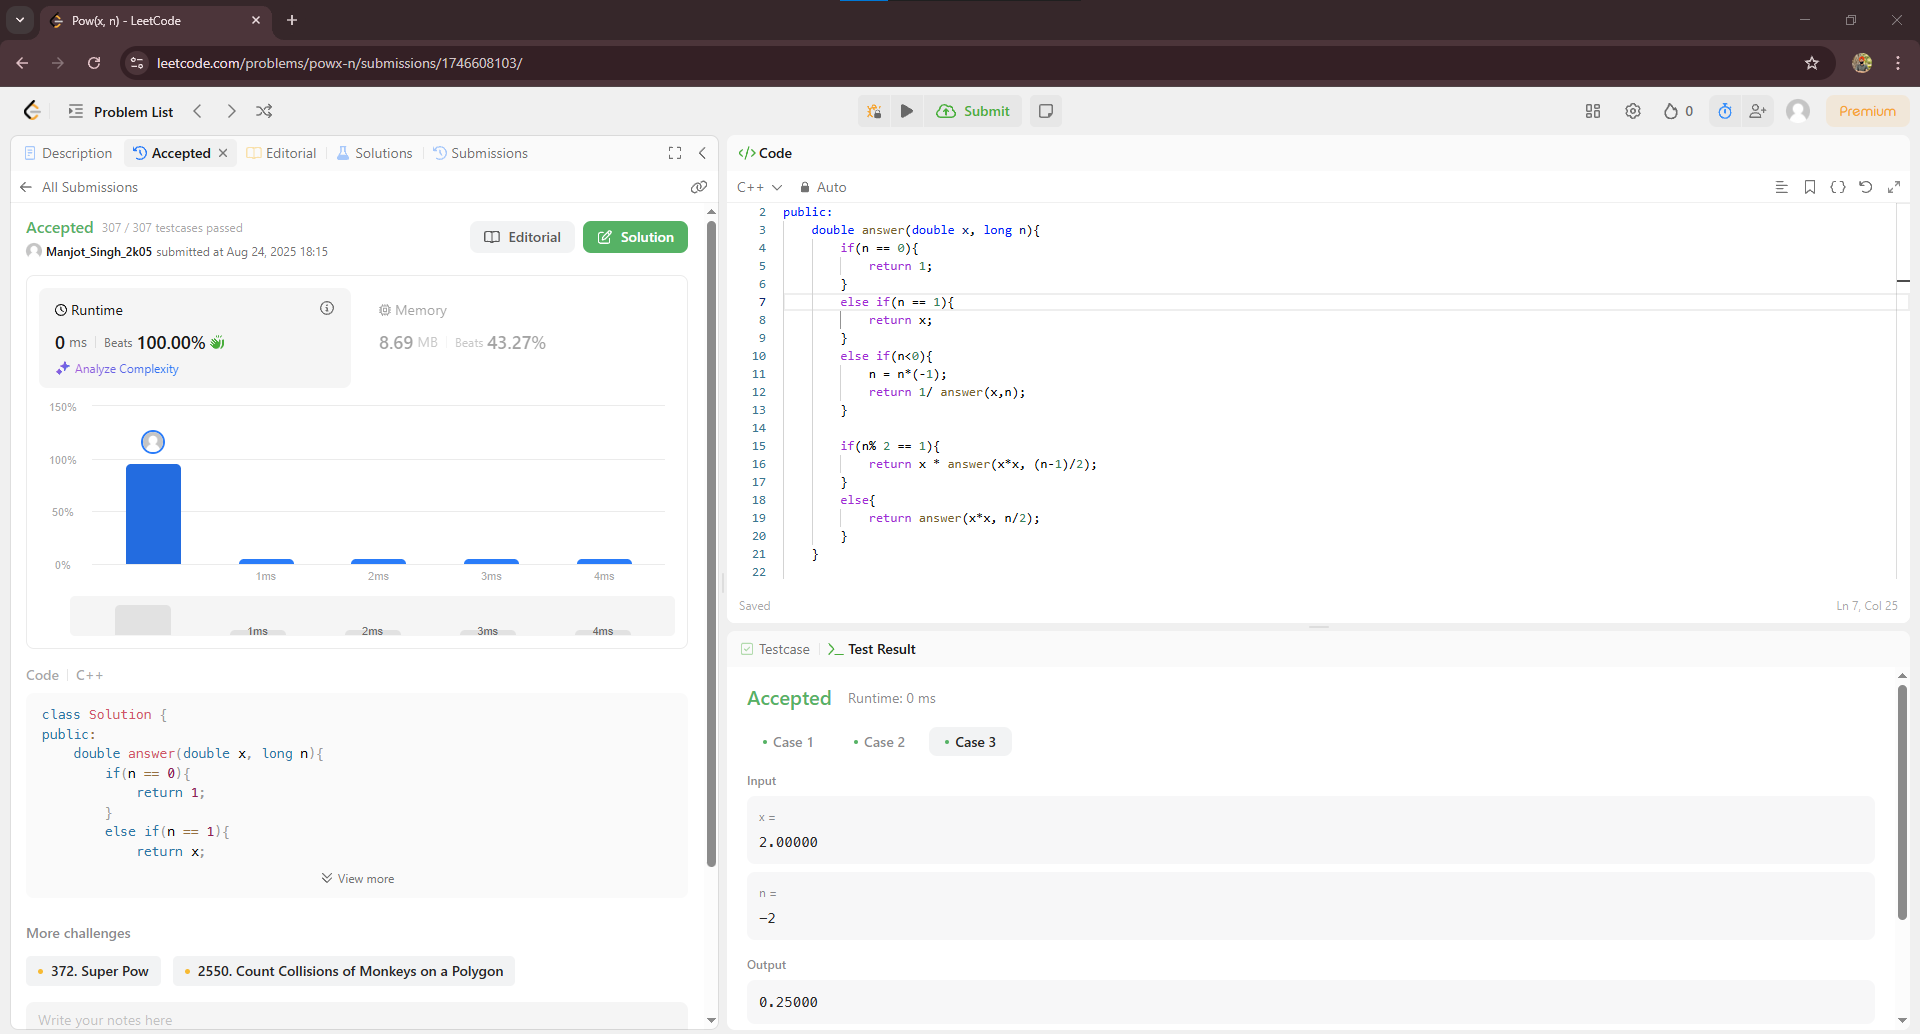 Pow(x, n) - LeetCode
leetcode.com/problems/powx-n/submissions/1746608103/
Problem List
Submit
0
Premium
Description
Accepted
Editorial
Solutions
Submissions
All Submissions
Accepted 307 / 307 testcases passed
Manjot_Singh_2k05 submitted at Aug 24, 2025 18:15
Editorial
Solution
Runtime
0 ms Beats 100.00%
Analyze Complexity
Memory
8.69 MB Beats 43.27%
150%
100%
50%
0%
1ms 2ms 3ms 4ms
1ms 2ms 3ms 4ms
Code C++
class Solution {
public:
    double answer(double x, long n){
        if(n == 0){
            return 1;
        }
        else if(n == 1){
            return x;
View more
More challenges
372. Super Pow
2550. Count Collisions of Monkeys on a Polygon
Write your notes here
</> Code
C++ Auto
2 public:
3     double answer(double x, long n){
4         if(n == 0){
5             return 1;
6         }
7         else if(n == 1){
8             return x;
9         }
10         else if(n<0){
11             n = n*(-1);
12             return 1/ answer(x,n);
13         }
14
15         if(n% 2 == 1){
16             return x * answer(x*x, (n-1)/2);
17         }
18         else{
19             return answer(x*x, n/2);
20         }
21     }
22
Saved
Ln 7, Col 25
Testcase
Test Result
Accepted Runtime: 0 ms
Case 1 Case 2 Case 3
Input
x =
2.00000
n =
-2
Output
0.25000